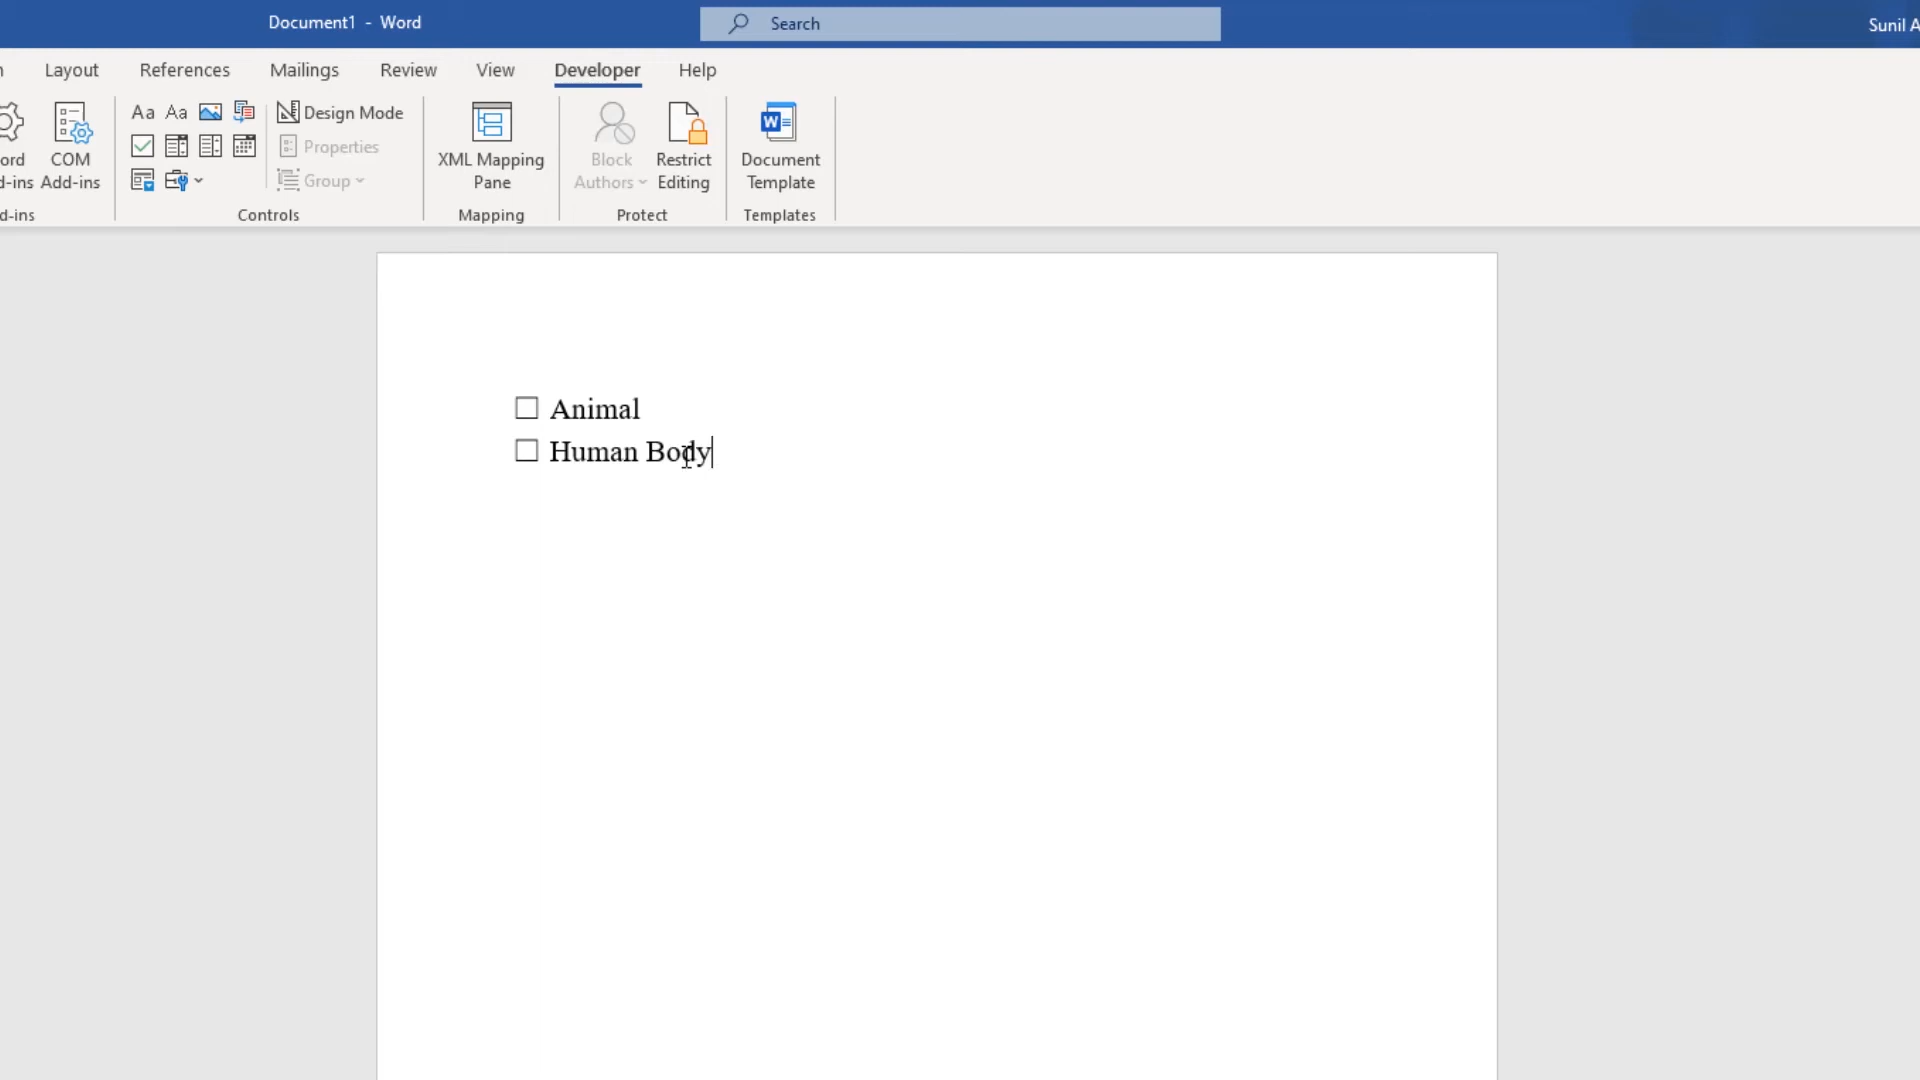 Document1 - Word
Search
Sunil A
Layout References Mailings Review View Developer Help
Aa Aa Design Mode
Properties
Group
ord COM XML Mapping Block Restrict Document
d-ins Add-ins Pane Authors Editing Template
d-ins Controls Mapping Protect Templates
☐ Animal
☐ Human Body